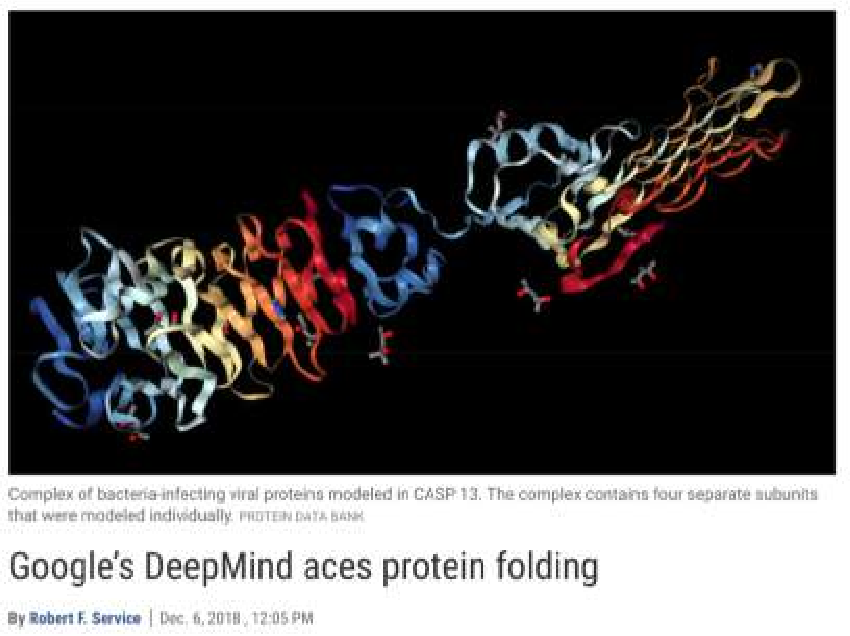 Complex of bacteria-infecting viral proteins modeled in CASP 13. The complex contains four separate subunits
that were modeled individually. PROTEIN DATA BANK
Google's DeepMind aces protein folding
By Robert F. Service | Dec. 6, 2018 , 12:05 PM